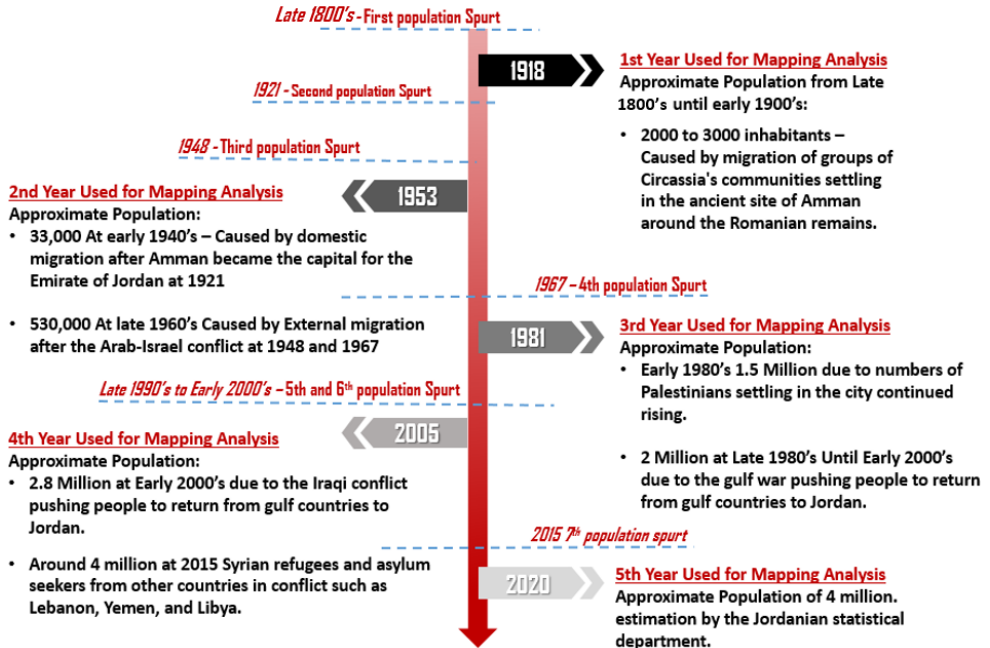 Late 1800's - First population Spurt
1918
1st Year Used for Mapping Analysis
Approximate Population from Late
1800's until early 1900's:
• 2000 to 3000 inhabitants –
Caused by migration of groups of
Circassia's communities settling
in the ancient site of Amman
around the Romanian remains.
1921 - Second population Spurt
1948 - Third population Spurt
1953
2nd Year Used for Mapping Analysis
Approximate Population:
• 33,000 At early 1940's – Caused by domestic
migration after Amman became the capital for the
Emirate of Jordan at 1921
• 530,000 At late 1960's Caused by External migration
after the Arab-Israel conflict at 1948 and 1967
1967 – 4th population Spurt
1981
3rd Year Used for Mapping Analysis
Approximate Population:
• Early 1980's 1.5 Million due to numbers of
Palestinians settling in the city continued
rising.
• 2 Million at Late 1980's Until Early 2000's
due to the gulf war pushing people to return
from gulf countries to Jordan.
Late 1990's to Early 2000's – 5th and 6th population Spurt
2005
4th Year Used for Mapping Analysis
Approximate Population:
• 2.8 Million at Early 2000's due to the Iraqi conflict
pushing people to return from gulf countries to
Jordan.
• Around 4 million at 2015 Syrian refugees and asylum
seekers from other countries in conflict such as
Lebanon, Yemen, and Libya.
2015 7th population spurt
2020
5th Year Used for Mapping Analysis
Approximate Population of 4 million.
estimation by the Jordanian statistical
department.